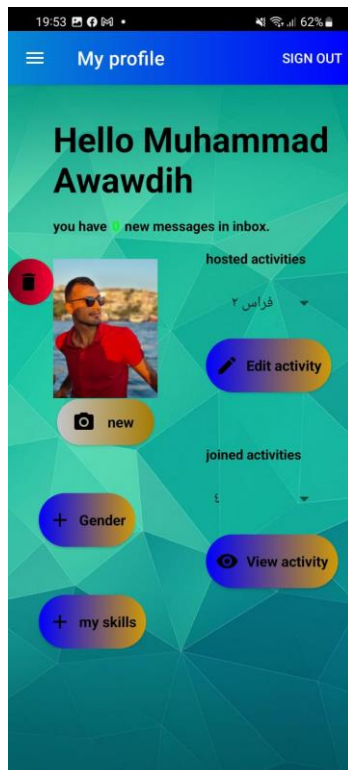 19:53 62%
My profile SIGN OUT
Hello Muhammad
Awawdih
you have 0 new messages in inbox.
hosted activities
فراس ٢
Edit activity
new
joined activities
٤
Gender
View activity
my skills